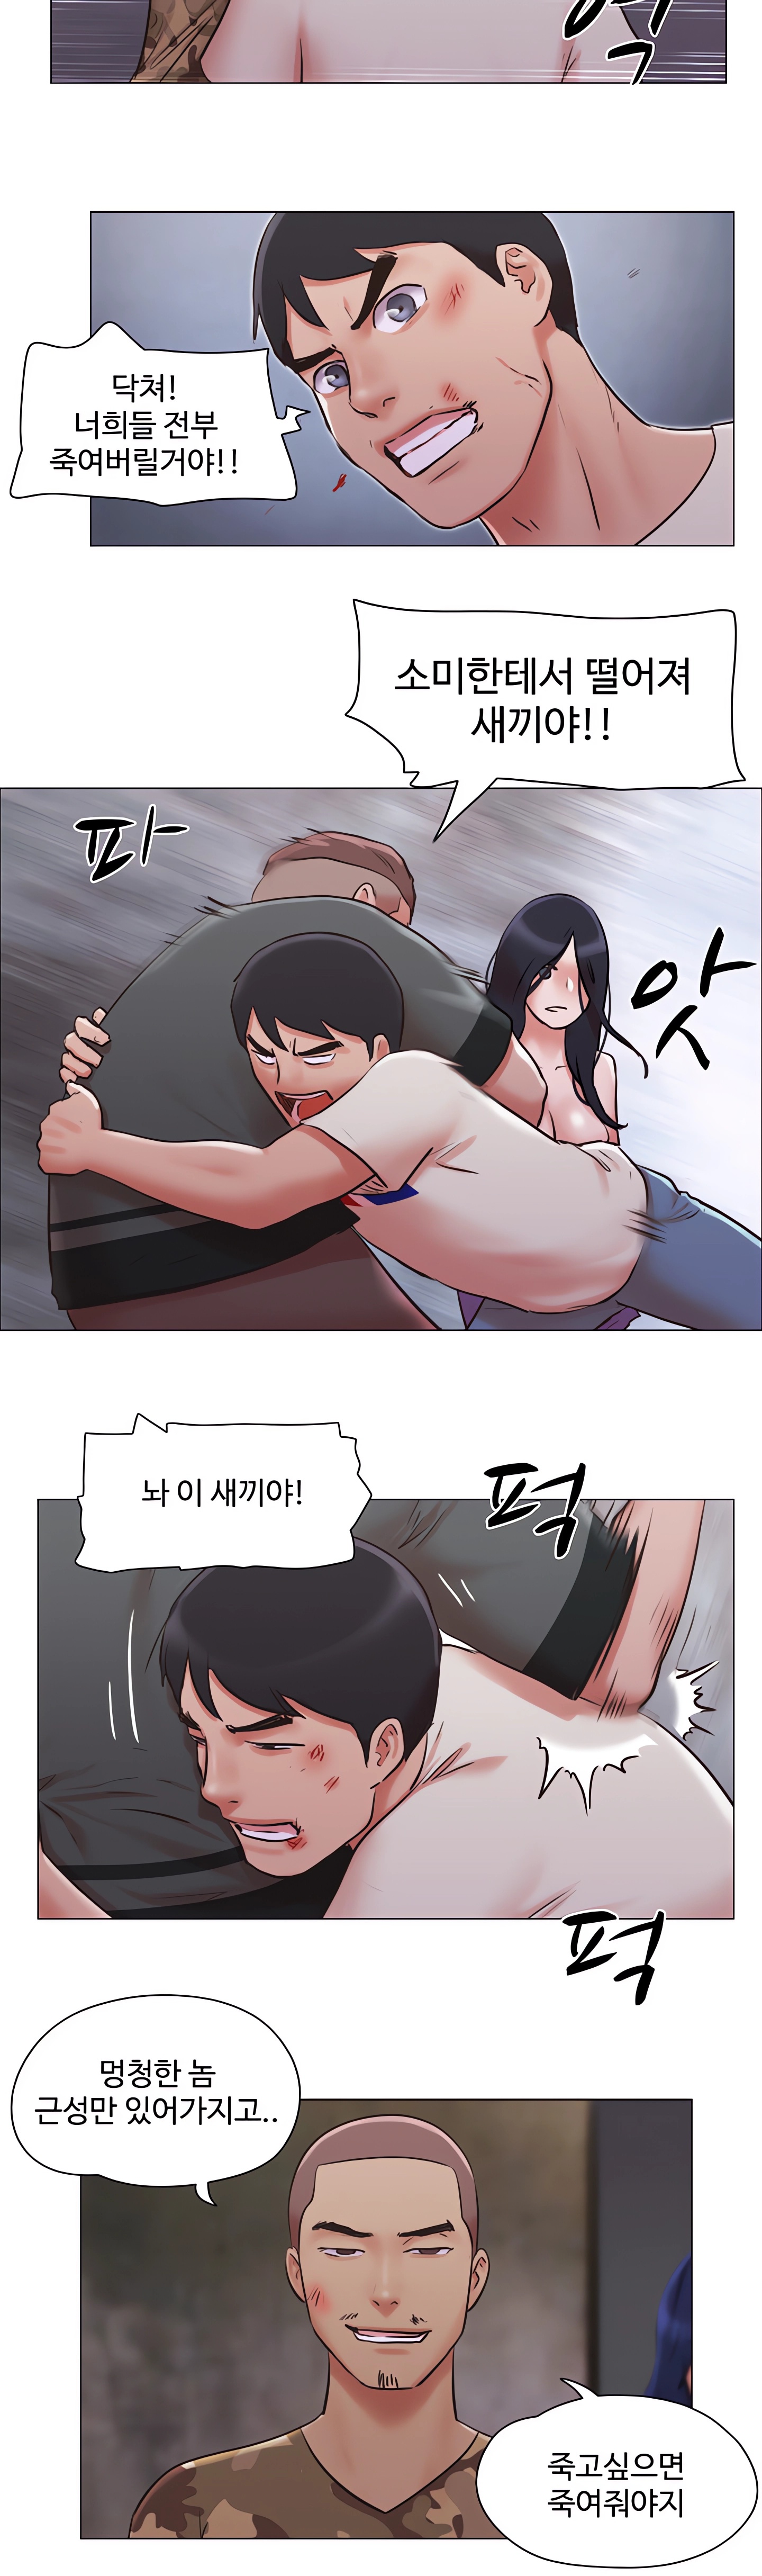 억
닥쳐!
너희들 전부
죽여버릴거야!!
소미한테서 떨어져
새끼야!!
파
앗
놔 이 새끼야!
퍽
퍽
멍청한 놈
근성만 있어가지고..
죽고싶으면
죽여줘야지